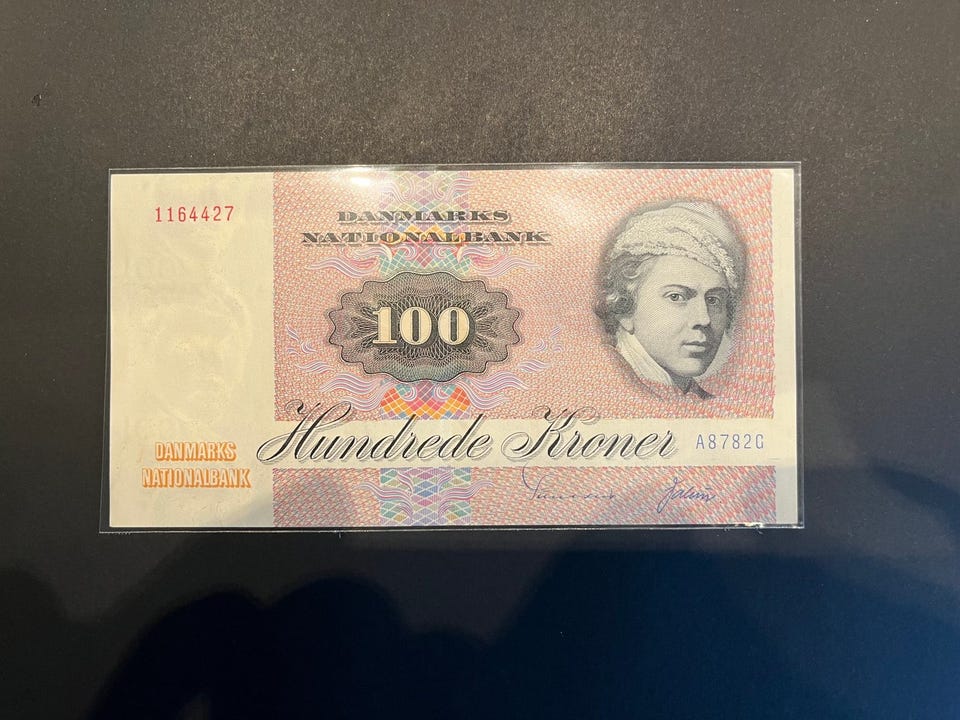 1164427
DANMARKS
NATIONALBANK
100
Hundrede Kroner
A8782G
DANMARKS
NATIONALBANK